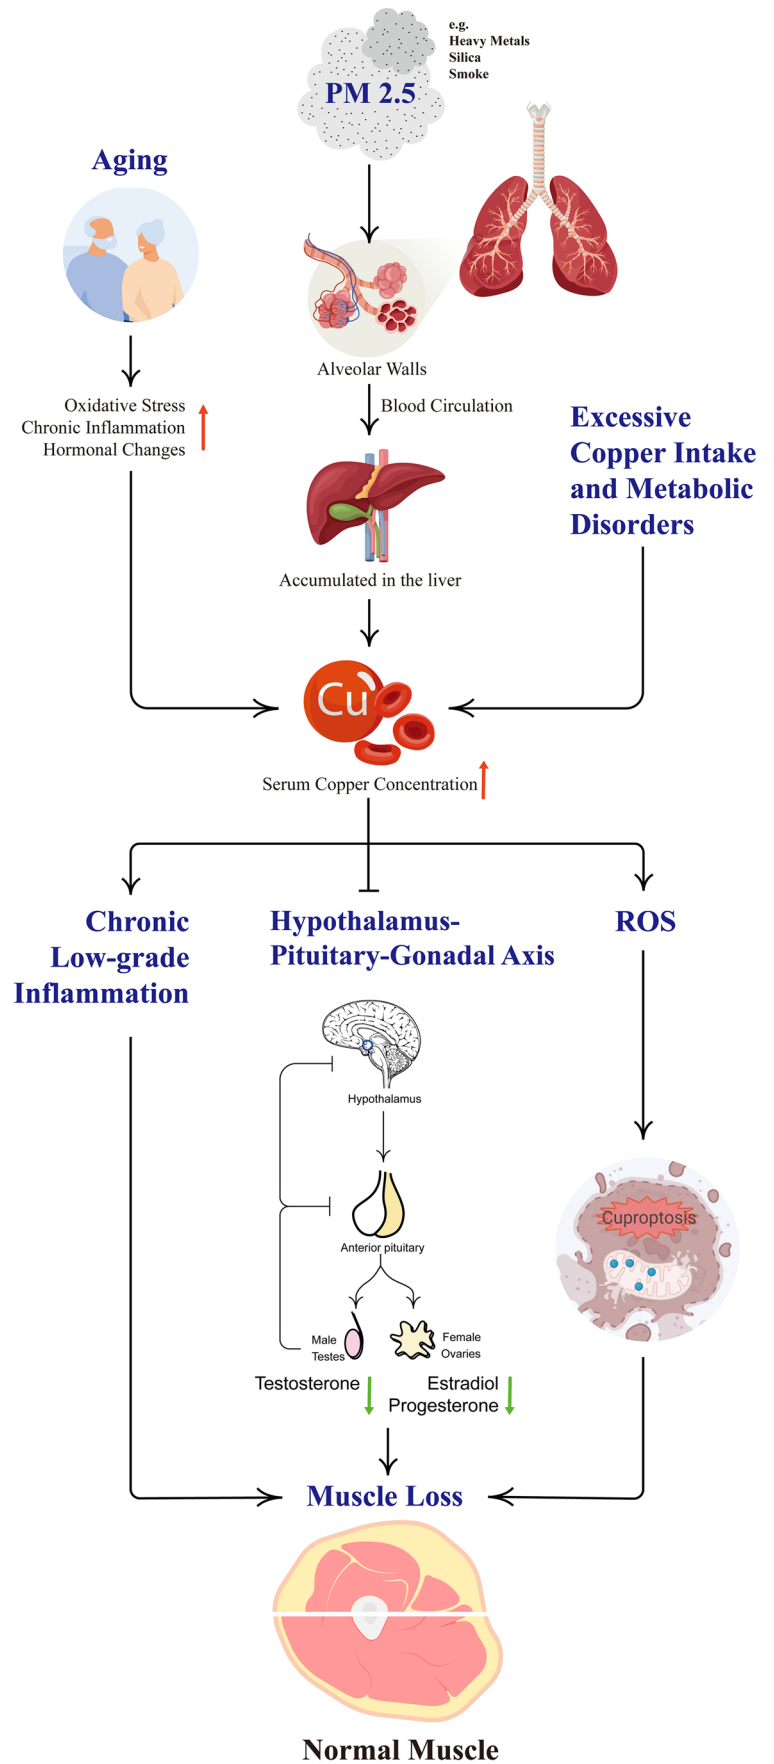 e.g.
Heavy Metals
Silica
Smoke
PM 2.5
Aging
Alveolar Walls
Oxidative Stress
Chronic Inflammation
Hormonal Changes
Blood Circulation
Excessive
Copper Intake
and Metabolic
Disorders
Accumulated in the liver
Cu
Serum Copper Concentration
Chronic
Low-grade
Inflammation
Hypothalamus-
Pituitary-Gonadal Axis
ROS
Hypothalamus
Cuproptosis
Anterior pituitary
Male
Testes
Female
Ovaries
Testosterone
Estradiol
Progesterone
Muscle Loss
Normal Muscle